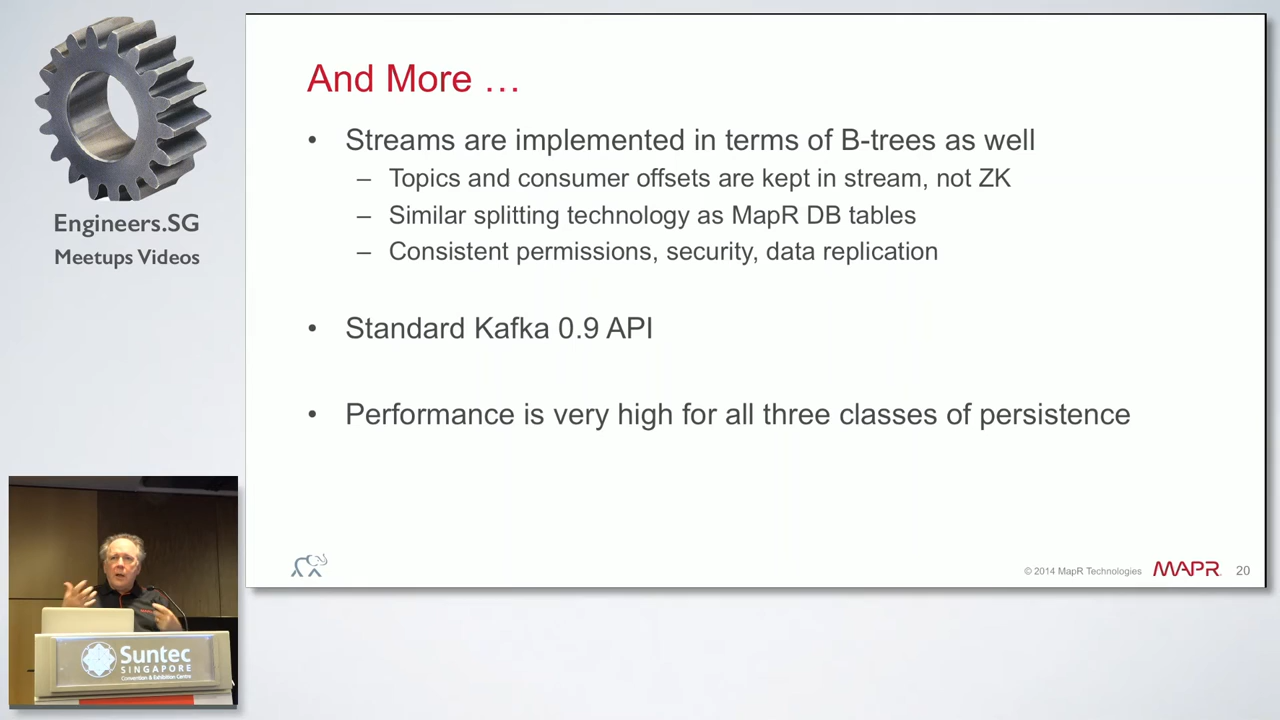 Engineers.SG
Meetups Videos
And More …
• Streams are implemented in terms of B-trees as well
– Topics and consumer offsets are kept in stream, not ZK
– Similar splitting technology as MapR DB tables
– Consistent permissions, security, data replication
• Standard Kafka 0.9 API
• Performance is very high for all three classes of persistence
© 2014 MapR Technologies
MAPR
20
Suntec
SINGAPORE
Convention & Exhibition Centre